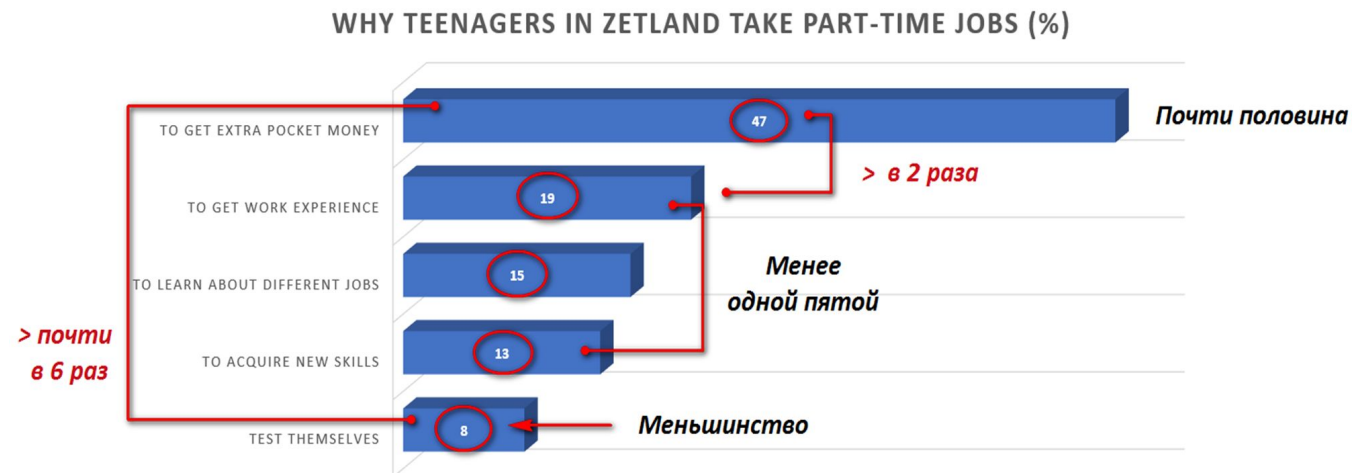 WHY TEENAGERS IN ZETLAND TAKE PART-TIME JOBS (%)
TO GET EXTRA POCKET MONEY
47
Почти половина
> в 2 раза
TO GET WORK EXPERIENCE
19
TO LEARN ABOUT DIFFERENT JOBS
15
Менее
одной пятой
> почти
в 6 раз
TO ACQUIRE NEW SKILLS
13
TEST THEMSELVES
8
Меньшинство